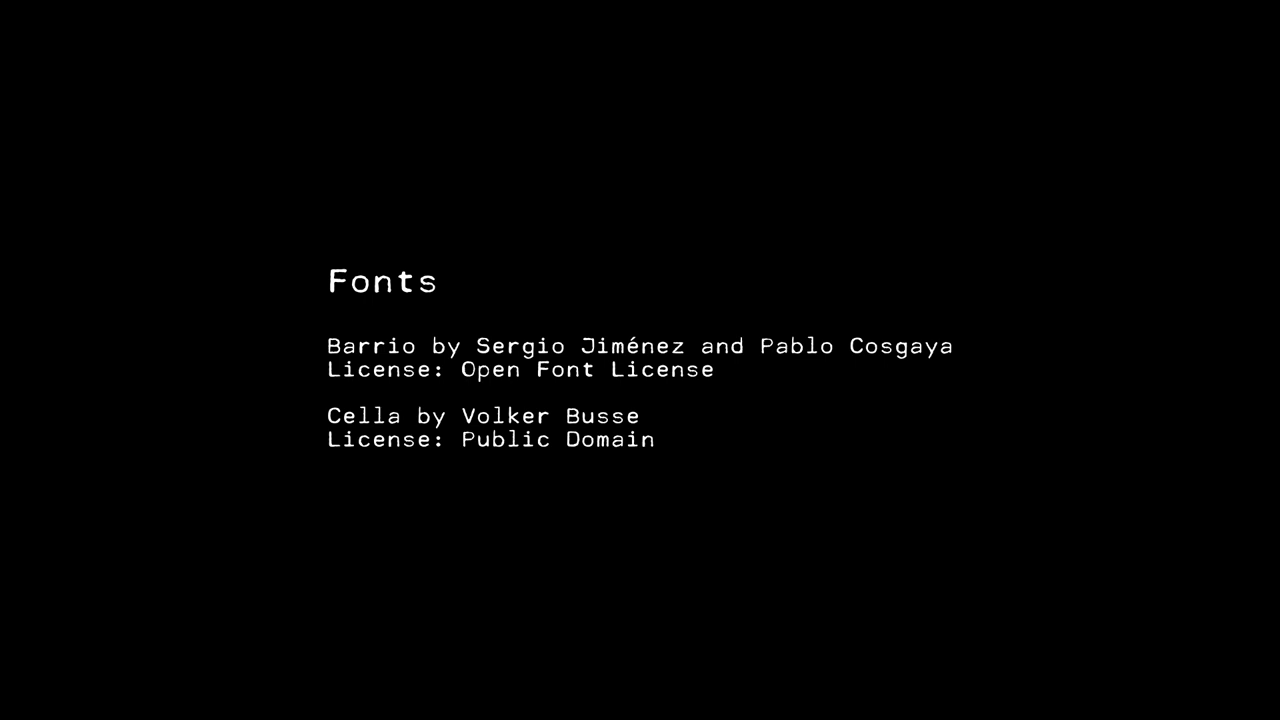 Fonts
Barrio by Sergio Jiménez and Pablo Cosgaya
License: Open Font License
Cella by Volker Busse
License: Public Domain